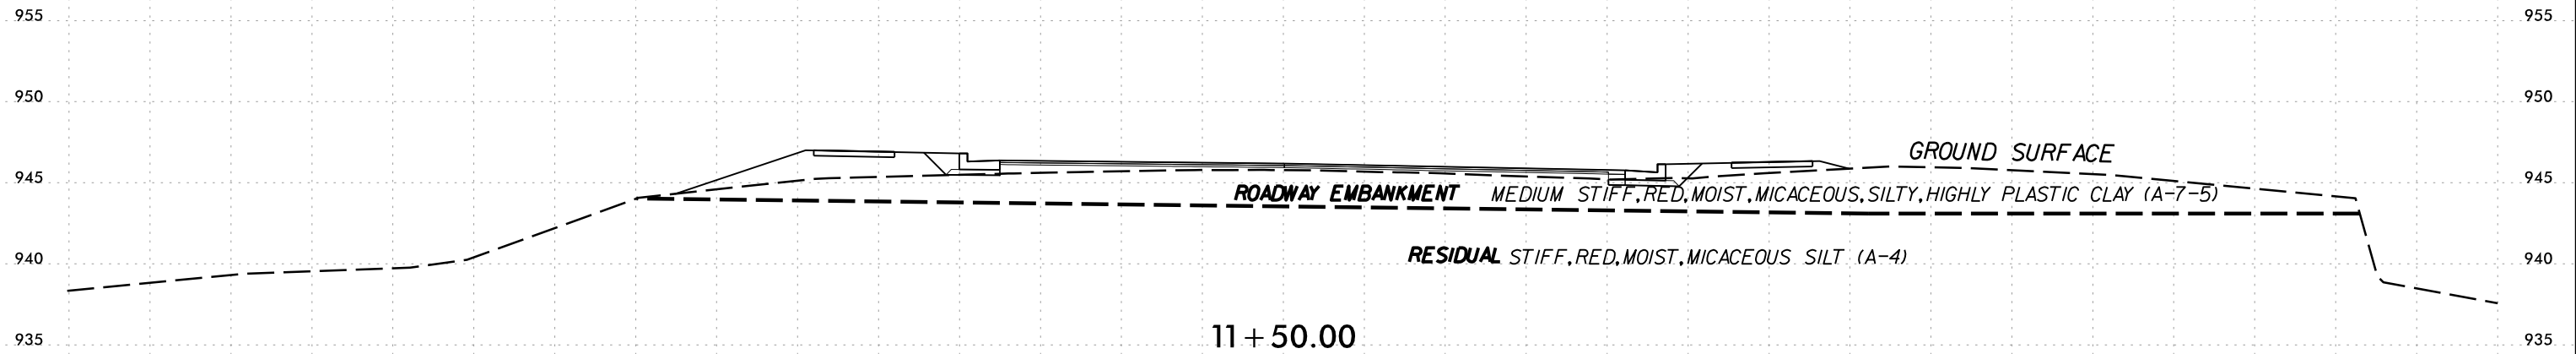 955 955
950 950
GROUND SURFACE
945 945
ROADWAY EMBANKMENT MEDIUM STIFF, RED, MOIST, MICACEOUS, SILTY, HIGHLY PLASTIC CLAY (A-7-5)
RESIDUAL STIFF, RED, MOIST, MICACEOUS SILT (A-4)
940 940
11+50.00
935 935